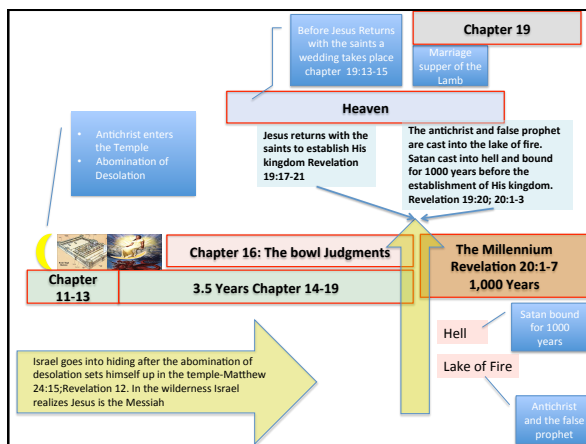 Before Jesus Returns
with the saints a
wedding takes place
chapter 19:13-15
Chapter 19
Marriage
supper of the
Lamb
Heaven
• Antichrist enters
the Temple
• Abomination of
Desolation
Jesus returns with the
saints to establish His
kingdom Revelation
19:17-21
The antichrist and false prophet
are cast into the lake of fire.
Satan cast into hell and bound
for 1000 years before the
establishment of His kingdom.
Revelation 19:20; 20:1-3
Chapter 16: The bowl Judgments
Chapter
11-13
3.5 Years Chapter 14-19
The Millennium
Revelation 20:1-7
1,000 Years
Israel goes into hiding after the abomination of
desolation sets himself up in the temple-Matthew
24:15;Revelation 12. In the wilderness Israel
realizes Jesus is the Messiah
Hell
Satan bound
for 1000
years
Lake of Fire
Antichrist
and the false
prophet